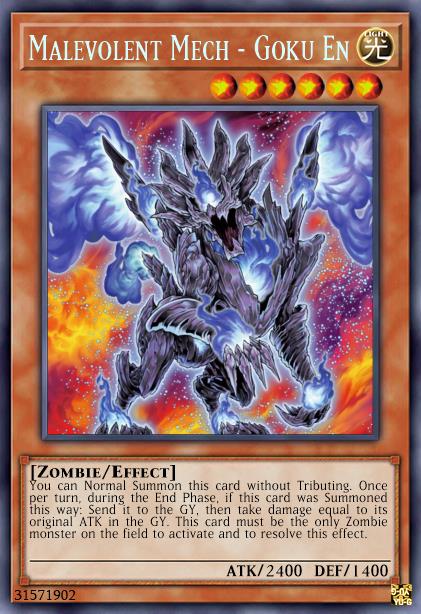 MALEVOLENT MECH - GOKU EN
LIGHT
光
[ZOMBIE/EFFECT]
You can Normal Summon this card without Tributing. Once
per turn, during the End Phase, if this card was Summoned
this way: Send it to the GY, then take damage equal to its
original ATK in the GY. This card must be the only Zombie
monster on the field to activate and to resolve this effect.
ATK/2400 DEF/1400
31571902